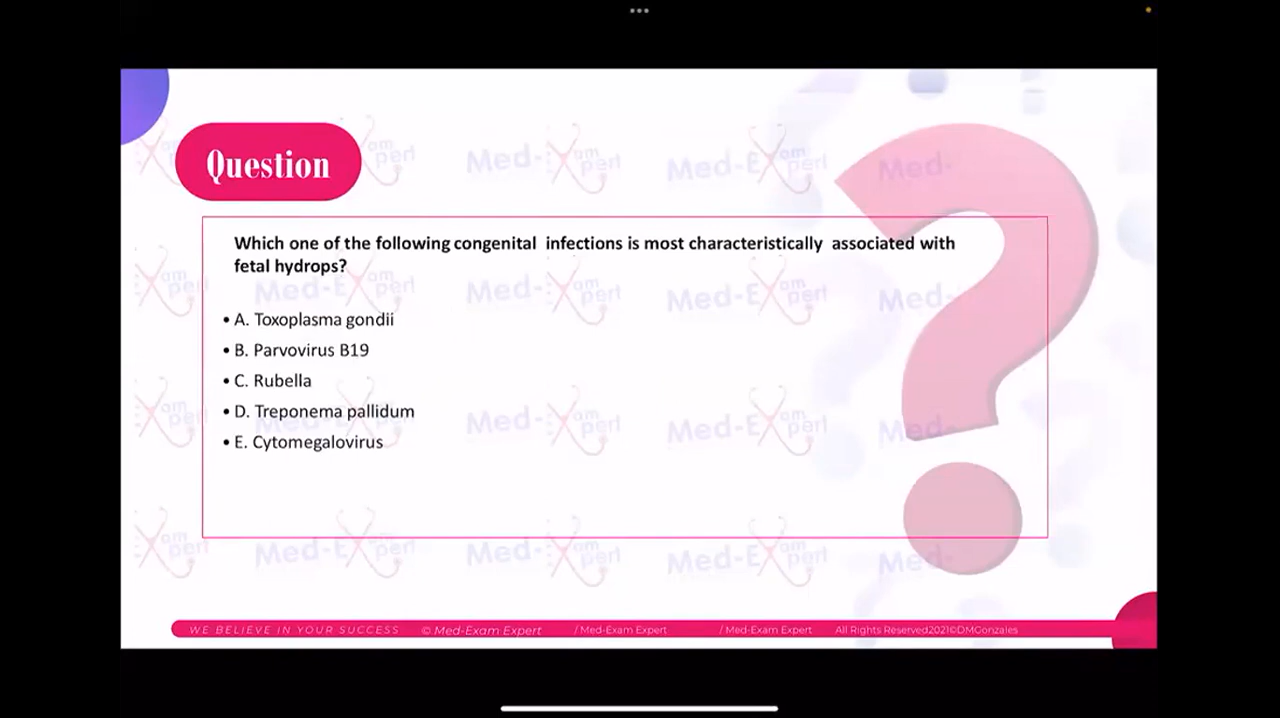 Question
Which one of the following congenital infections is most characteristically associated with
fetal hydrops?
• A. Toxoplasma gondii
• B. Parvovirus B19
• C. Rubella
• D. Treponema pallidum
• E. Cytomegalovirus
WE BELIEVE IN YOUR SUCCESS © Med-Exam Expert / Med-Exam Expert / Med-Exam Expert All Rights Reserved2021©DMGonzales